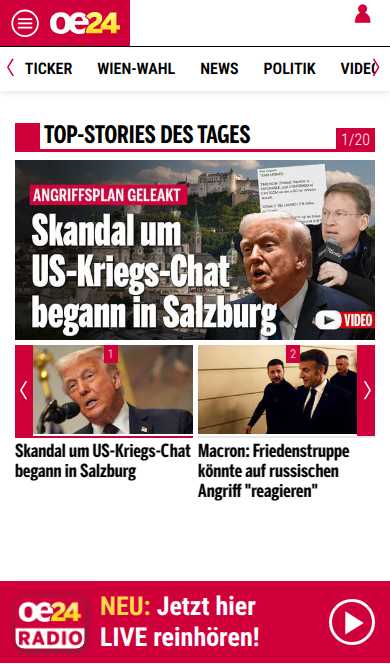 oe24
TICKER WIEN-WAHL NEWS POLITIK VIDEO
TOP-STORIES DES TAGES
1/20
ANGRIFFSPLAN GELEAKT
Skandal um
US-Kriegs-Chat
begann in Salzburg
VIDEO
1
2
Skandal um US-Kriegs-Chat
begann in Salzburg
Macron: Friedenstruppe
könnte auf russischen
Angriff "reagieren"
oe24
RADIO
NEU: Jetzt hier
LIVE reinhören!